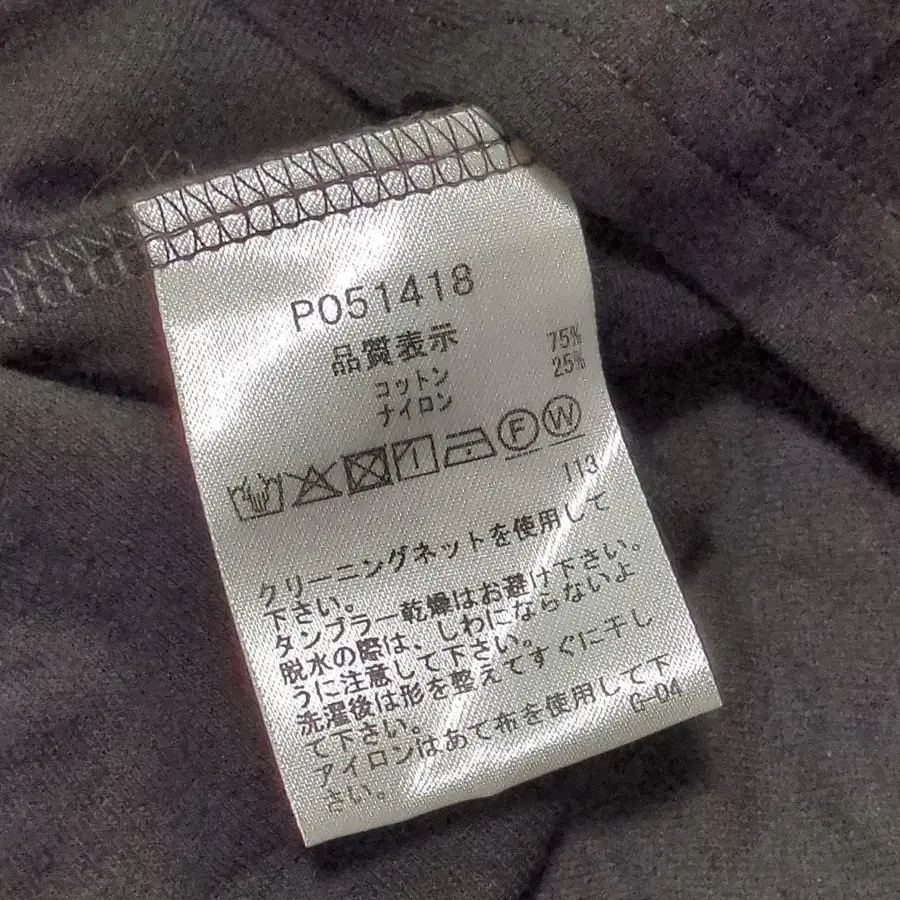 P051418
品質表示
コットン 75%
ナイロン 25%
F W
113
クリーニングネットを使用して
下さい。
タンブラー乾燥はお避け下さい。
脱水の際は、しわにならないよ
うに注意して下さい。
洗濯後は形を整えてすぐに干し
て下さい。
アイロンはあて布を使用して下
さい。
G-04